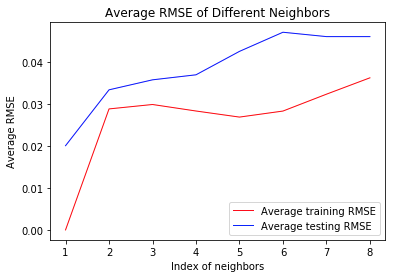 Average RMSE of Different Neighbors
Average RMSE
0.04
0.03
0.02
0.01
0.00
1 2 3 4 5 6 7 8
Index of neighbors
Average training RMSE
Average testing RMSE